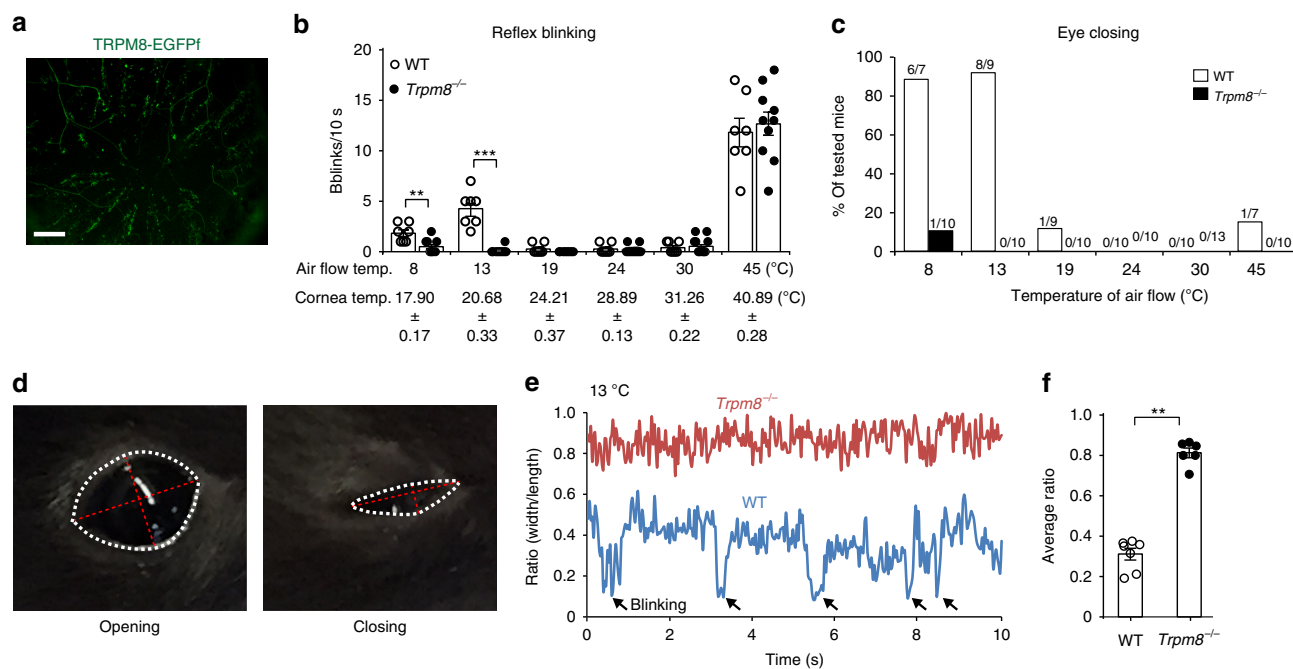 a
TRPM8-EGFPf
b
Reflex blinking
Bblinks/10 s
20
15
10
5
0
WT
Trpm8–/–
**
***
Air flow temp. 8 13 19 24 30 45 (°C)
Cornea temp. 17.90 20.68 24.21 28.89 31.26 40.89 (°C)
± ± ± ± ± ±
0.17 0.33 0.37 0.13 0.22 0.28
c
Eye closing
% Of tested mice
100
80
60
40
20
0
WT
Trpm8–/–
6/7 8/9
1/10 0/10 1/9 0/10 0/10 0/10 0/10 0/13 1/7 0/10
8 13 19 24 30 45
Temperature of air flow (°C)
d
Opening
Closing
e
13 °C
Ratio (width/length)
1.0
0.8
0.6
0.4
0.2
0
Trpm8–/–
WT
Blinking
0 2 4 6 8 10
Time (s)
f
Average ratio
1.0
0.8
0.6
0.4
0.2
0
**
WT Trpm8–/–